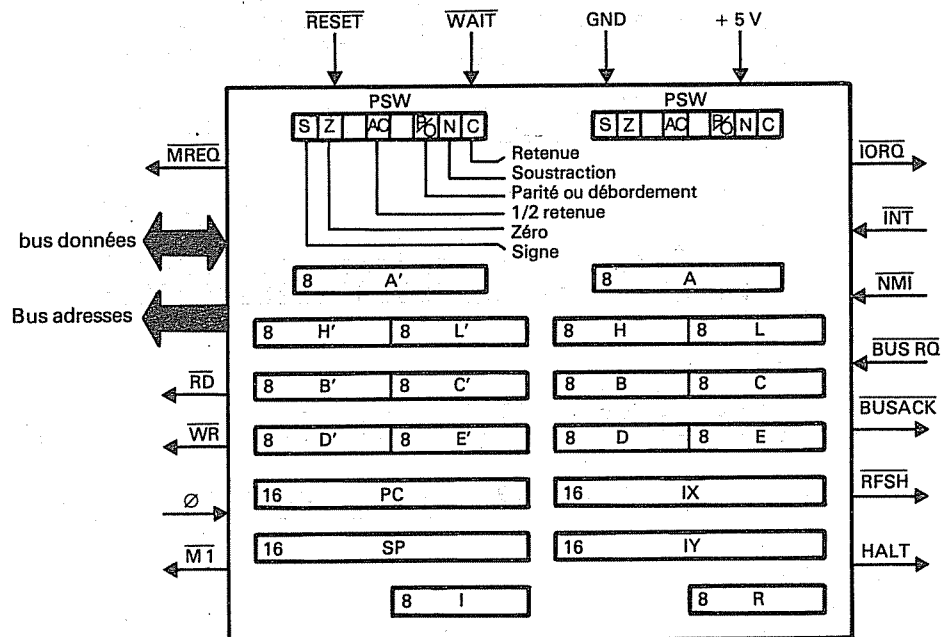 RESET WAIT GND + 5 V
PSW PSW
S Z AC P/O N C S Z AC P/O N C
Retenue
MREQ IORQ
Soustraction
Parité ou débordement
1/2 retenue
INT
bus données
Zéro
Signe
8 A' 8 A
NMI
Bus adresses
8 H' 8 L' 8 H 8 L
BUS RQ
RD
8 B' 8 C' 8 B 8 C
BUSACK
WR
8 D' 8 E' 8 D 8 E
RFSH
16 PC 16 IX
Ø
M 1 HALT
16 SP 16 IY
8 I 8 R